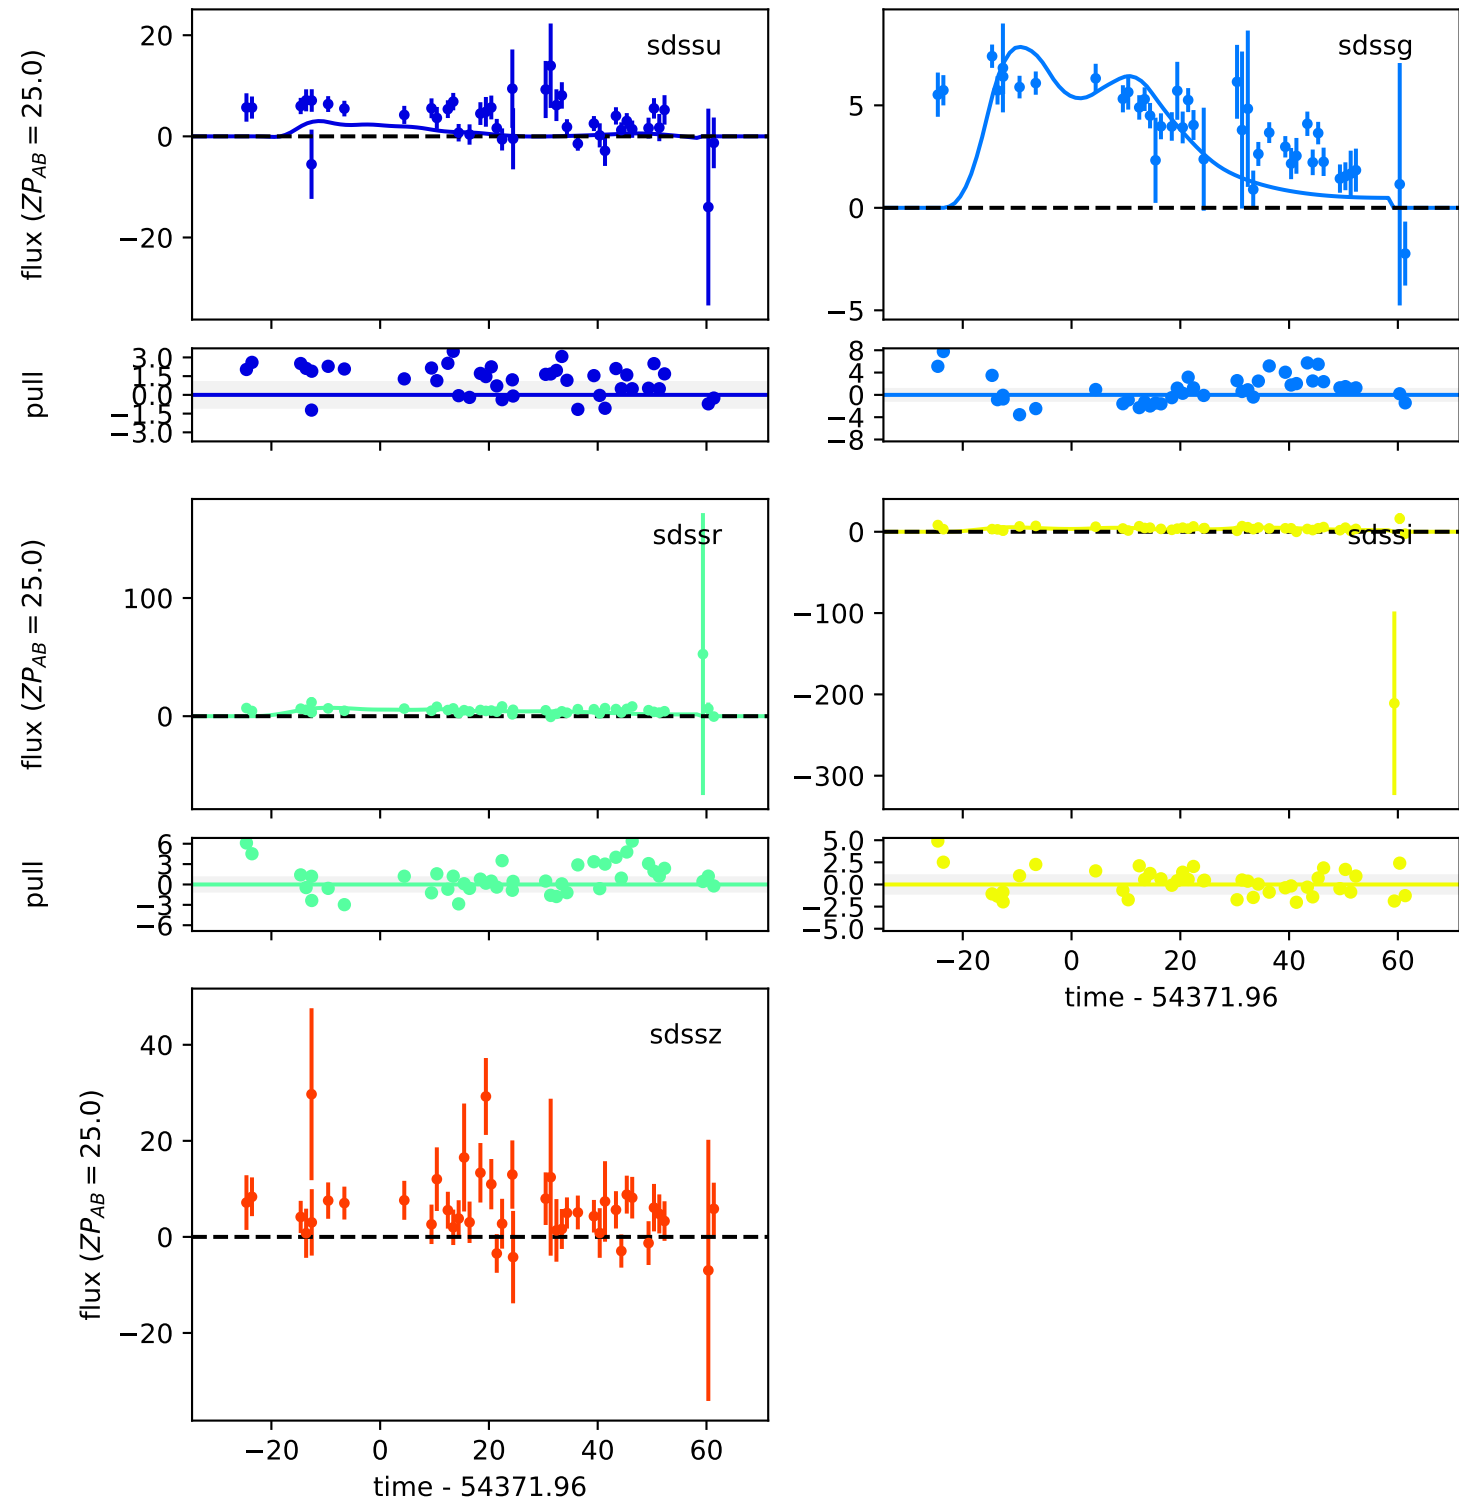 flux (ZP_AB = 25.0)
20
0
−20
sdssu
5
0
−5
sdssg
pull
3.0
1.5
0.0
−1.5
−3.0
8
4
0
−4
−8
flux (ZP_AB = 25.0)
100
0
sdssr
0
−100
−200
−300
sdssi
pull
6
3
0
−3
−6
5.0
2.5
0.0
−2.5
−5.0
−20 0 20 40 60
time - 54371.96
flux (ZP_AB = 25.0)
40
20
0
−20
sdssz
−20 0 20 40 60
time - 54371.96